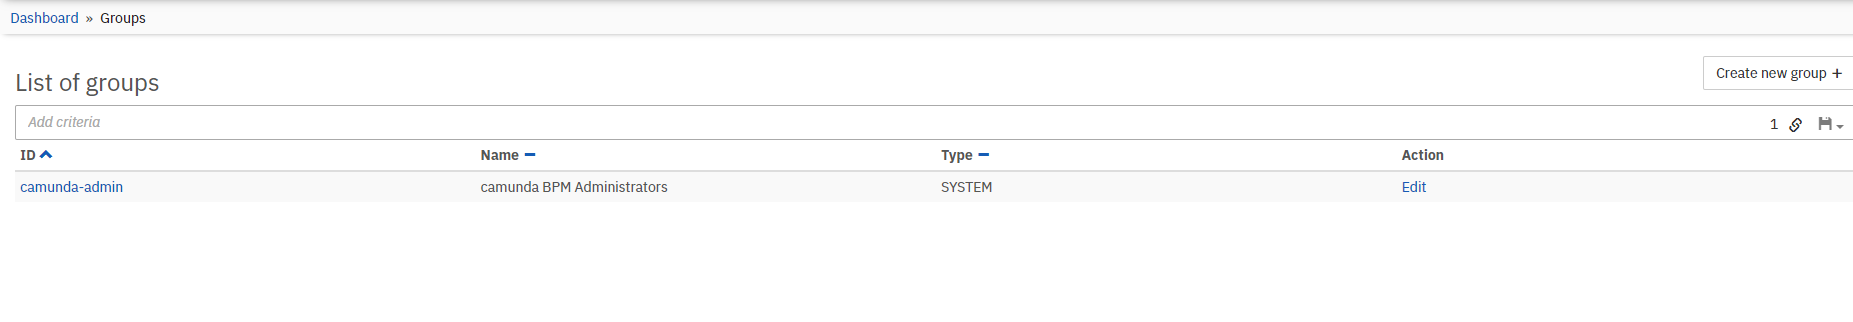 Dashboard » Groups
List of groups
Create new group +
Add criteria
1
ID Name Type Action
camunda-admin camunda BPM Administrators SYSTEM Edit